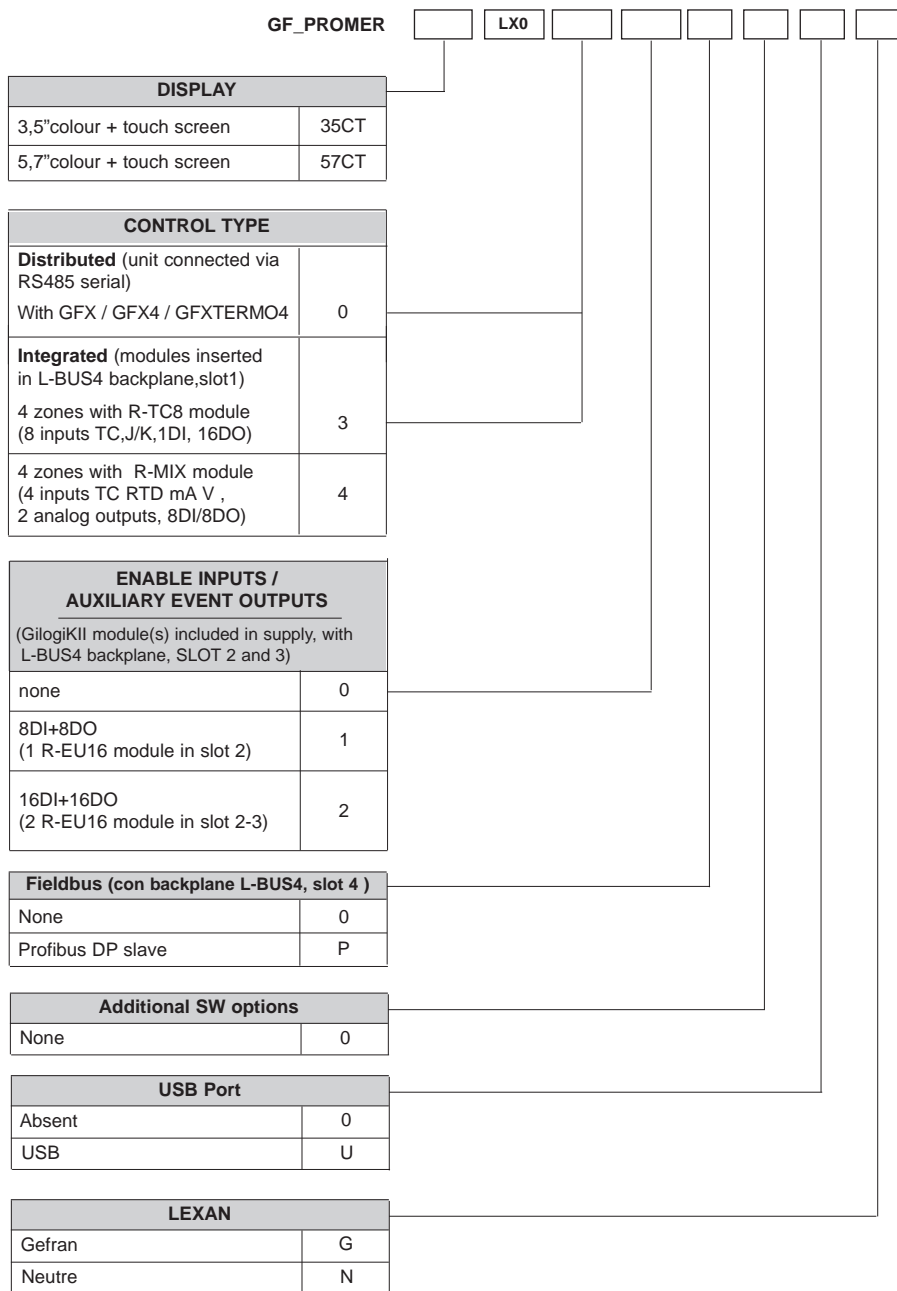 GF_PROMER LX0
DISPLAY
3,5”colour + touch screen 35CT
5,7”colour + touch screen 57CT
CONTROL TYPE
Distributed (unit connected via
RS485 serial)
With GFX / GFX4 / GFXTERMO4 0
Integrated (modules inserted
in L-BUS4 backplane,slot1)
4 zones with R-TC8 module
(8 inputs TC,J/K,1DI, 16DO) 3
4 zones with R-MIX module
(4 inputs TC RTD mA V ,
2 analog outputs, 8DI/8DO) 4
ENABLE INPUTS /
AUXILIARY EVENT OUTPUTS
(GilogiKII module(s) included in supply, with
L-BUS4 backplane, SLOT 2 and 3)
none 0
8DI+8DO
(1 R-EU16 module in slot 2) 1
16DI+16DO
(2 R-EU16 module in slot 2-3) 2
Fieldbus (con backplane L-BUS4, slot 4 )
None 0
Profibus DP slave P
Additional SW options
None 0
USB Port
Absent 0
USB U
LEXAN
Gefran G
Neutre N